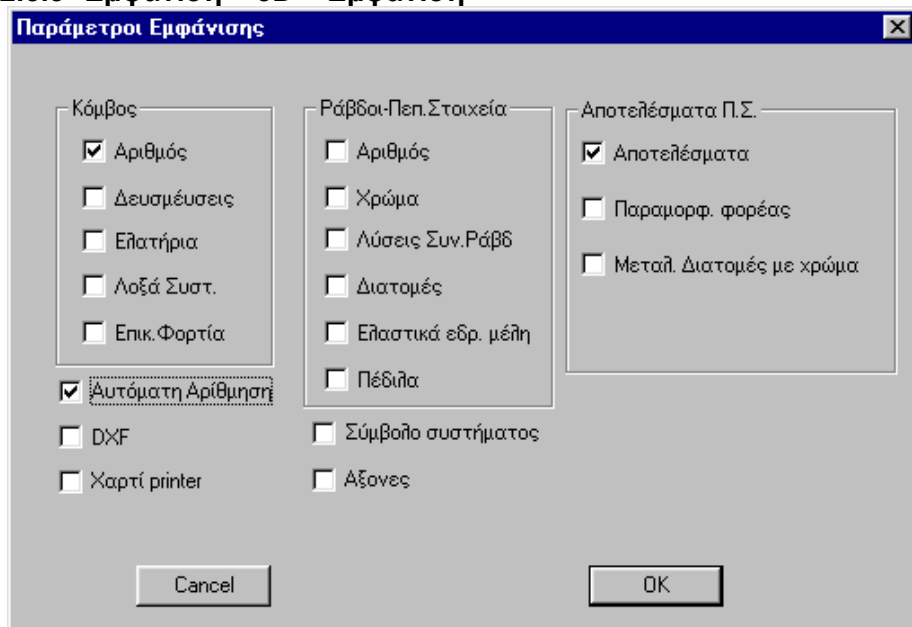 Παράμετροι Εμφάνισης
Κόμβος
Αριθμός
Δευσμέυσεις
Ελατήρια
Λοξά Συστ.
Επικ.Φορτία
Αυτόματη Αρίθμηση
DXF
Χαρτί printer
Ράβδοι-Πεπ.Στοιχεία
Αριθμός
Χρώμα
Λύσεις Συν.Ράβδ
Διατομές
Ελαστικά εδρ. μέλη
Πέδιλα
Σύμβολο συστήματος
Αξονες
Αποτελέσματα Π.Σ.
Αποτελέσματα
Παραμορφ. φορέας
Μεταλ. Διατομές με χρώμα
Cancel
OK